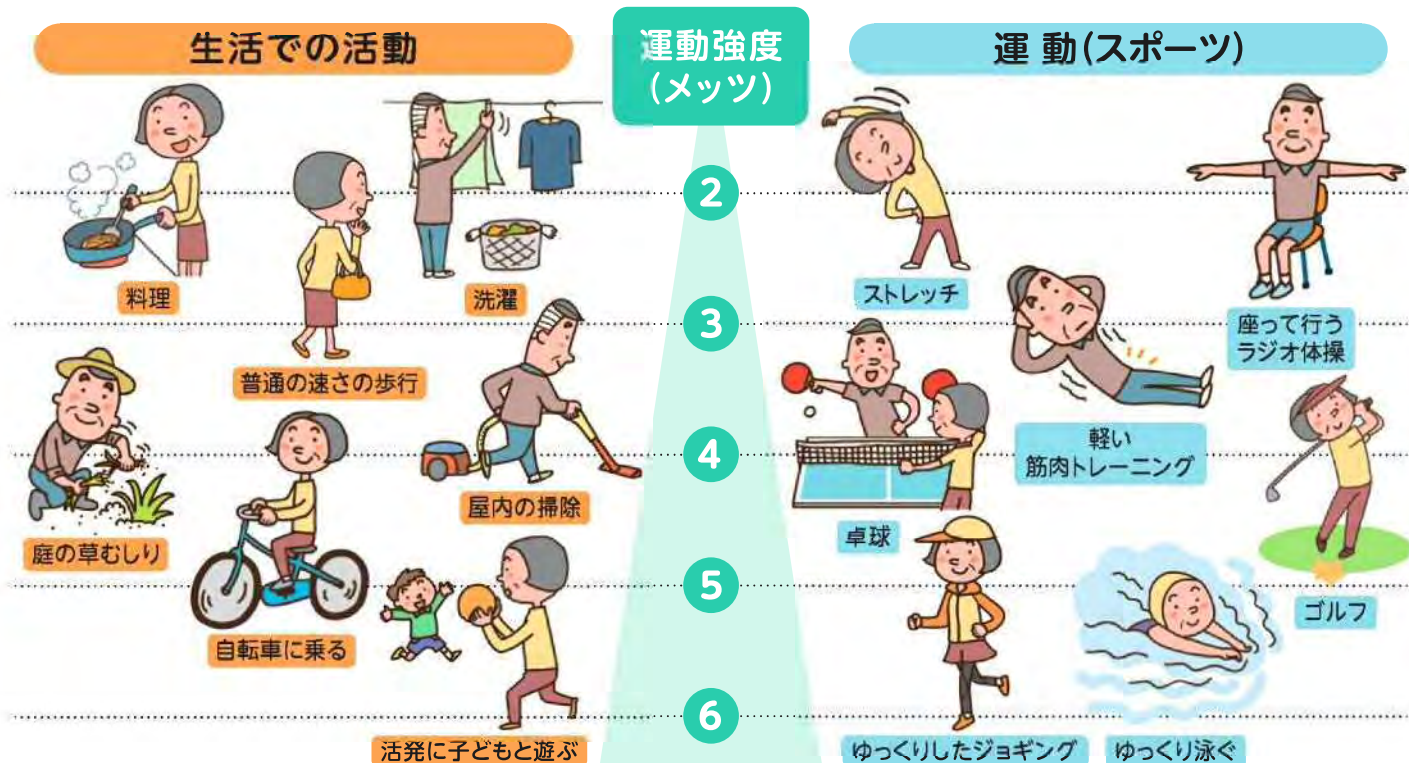 生活での活動
運動強度
(メッツ)
運動(スポーツ)
2
料理
洗濯
ストレッチ
3
座って行う
ラジオ体操
普通の速さの歩行
4
軽い
筋肉トレーニング
屋内の掃除
卓球
庭の草むしり
5
ゴルフ
自転車に乗る
6
活発に子どもと遊ぶ
ゆっくりしたジョギング
ゆっくり泳ぐ